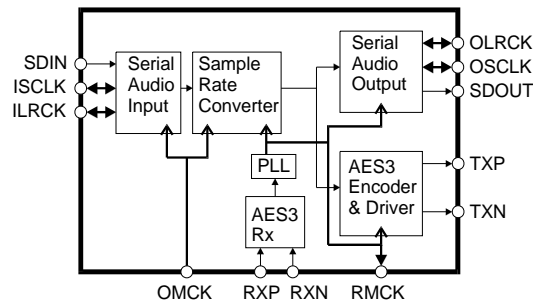 SDIN
ISCLK
ILRCK
Serial
Audio
Input
Sample
Rate
Converter
Serial
Audio
Output
OLRCK
OSCLK
SDOUT
PLL
AES3
Rx
AES3
Encoder
& Driver
TXP
TXN
OMCK
RXP
RXN
RMCK